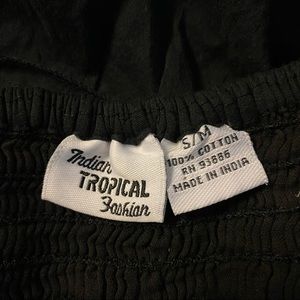 Indian
TROPICAL
Fashion
S/M
100% COTTON
RN 93886
MADE IN INDIA